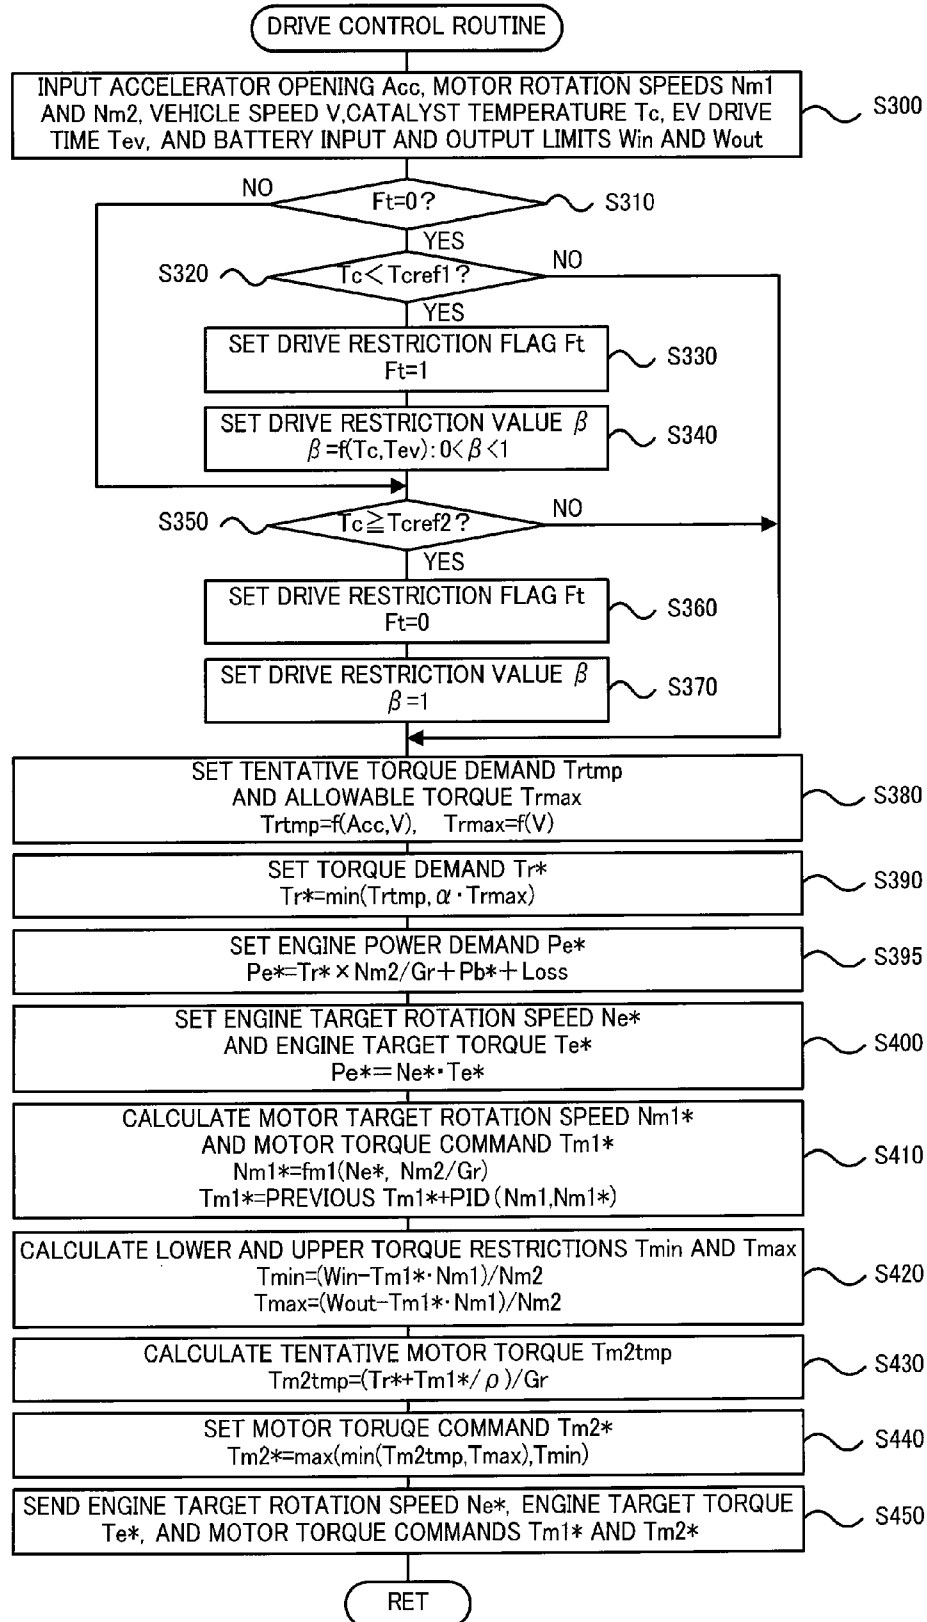 DRIVE CONTROL ROUTINE
INPUT ACCELERATOR OPENING Acc, MOTOR ROTATION SPEEDS Nm1
AND Nm2, VEHICLE SPEED V,CATALYST TEMPERATURE Tc, EV DRIVE
TIME Tev, AND BATTERY INPUT AND OUTPUT LIMITS Win AND Wout
S300
NO
Ft=0?
S310
YES
S320
Tc<Tcref1?
NO
YES
SET DRIVE RESTRICTION FLAG Ft
Ft=1
S330
SET DRIVE RESTRICTION VALUE β
β=f(Tc,Tev):0<β<1
S340
S350
Tc≧Tcref2?
NO
YES
SET DRIVE RESTRICTION FLAG Ft
Ft=0
S360
SET DRIVE RESTRICTION VALUE β
β=1
S370
SET TENTATIVE TORQUE DEMAND Trtmp
AND ALLOWABLE TORQUE Trmax
Trtmp=f(Acc,V), Trmax=f(V)
S380
SET TORQUE DEMAND Tr*
Tr*=min(Trtmp,α・Trmax)
S390
SET ENGINE POWER DEMAND Pe*
Pe*=Tr*×Nm2/Gr+Pb*+Loss
S395
SET ENGINE TARGET ROTATION SPEED Ne*
AND ENGINE TARGET TORQUE Te*
Pe*=Ne*・Te*
S400
CALCULATE MOTOR TARGET ROTATION SPEED Nm1*
AND MOTOR TORQUE COMMAND Tm1*
Nm1*=fm1(Ne*, Nm2/Gr)
Tm1*=PREVIOUS Tm1*+PID(Nm1,Nm1*)
S410
CALCULATE LOWER AND UPPER TORQUE RESTRICTIONS Tmin AND Tmax
Tmin=(Win-Tm1*・Nm1)/Nm2
Tmax=(Wout-Tm1*・Nm1)/Nm2
S420
CALCULATE TENTATIVE MOTOR TORQUE Tm2tmp
Tm2tmp=(Tr*+Tm1*/ρ)/Gr
S430
SET MOTOR TORUQE COMMAND Tm2*
Tm2*=max(min(Tm2tmp,Tmax),Tmin)
S440
SEND ENGINE TARGET ROTATION SPEED Ne*, ENGINE TARGET TORQUE
Te*, AND MOTOR TORQUE COMMANDS Tm1* AND Tm2*
S450
RET